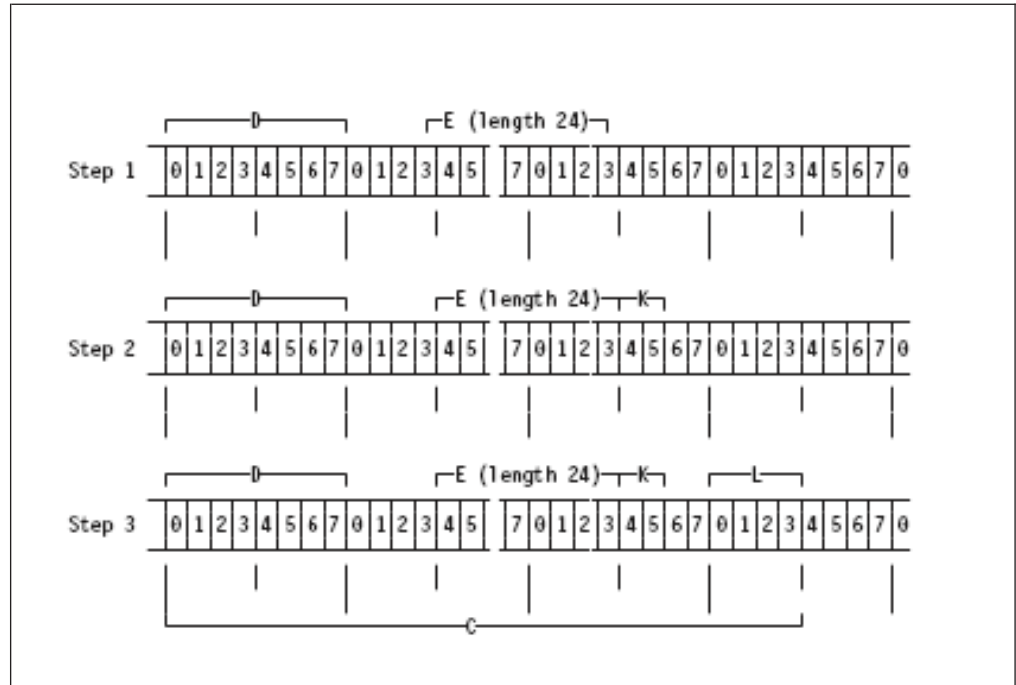 D E (length 24)
Step 1 0 1 2 3 4 5 6 7 0 1 2 3 4 5 7 0 1 2 3 4 5 6 7 0 1 2 3 4 5 6 7 0
D E (length 24) K
Step 2 0 1 2 3 4 5 6 7 0 1 2 3 4 5 7 0 1 2 3 4 5 6 7 0 1 2 3 4 5 6 7 0
D E (length 24) K L
Step 3 0 1 2 3 4 5 6 7 0 1 2 3 4 5 7 0 1 2 3 4 5 6 7 0 1 2 3 4 5 6 7 0
C